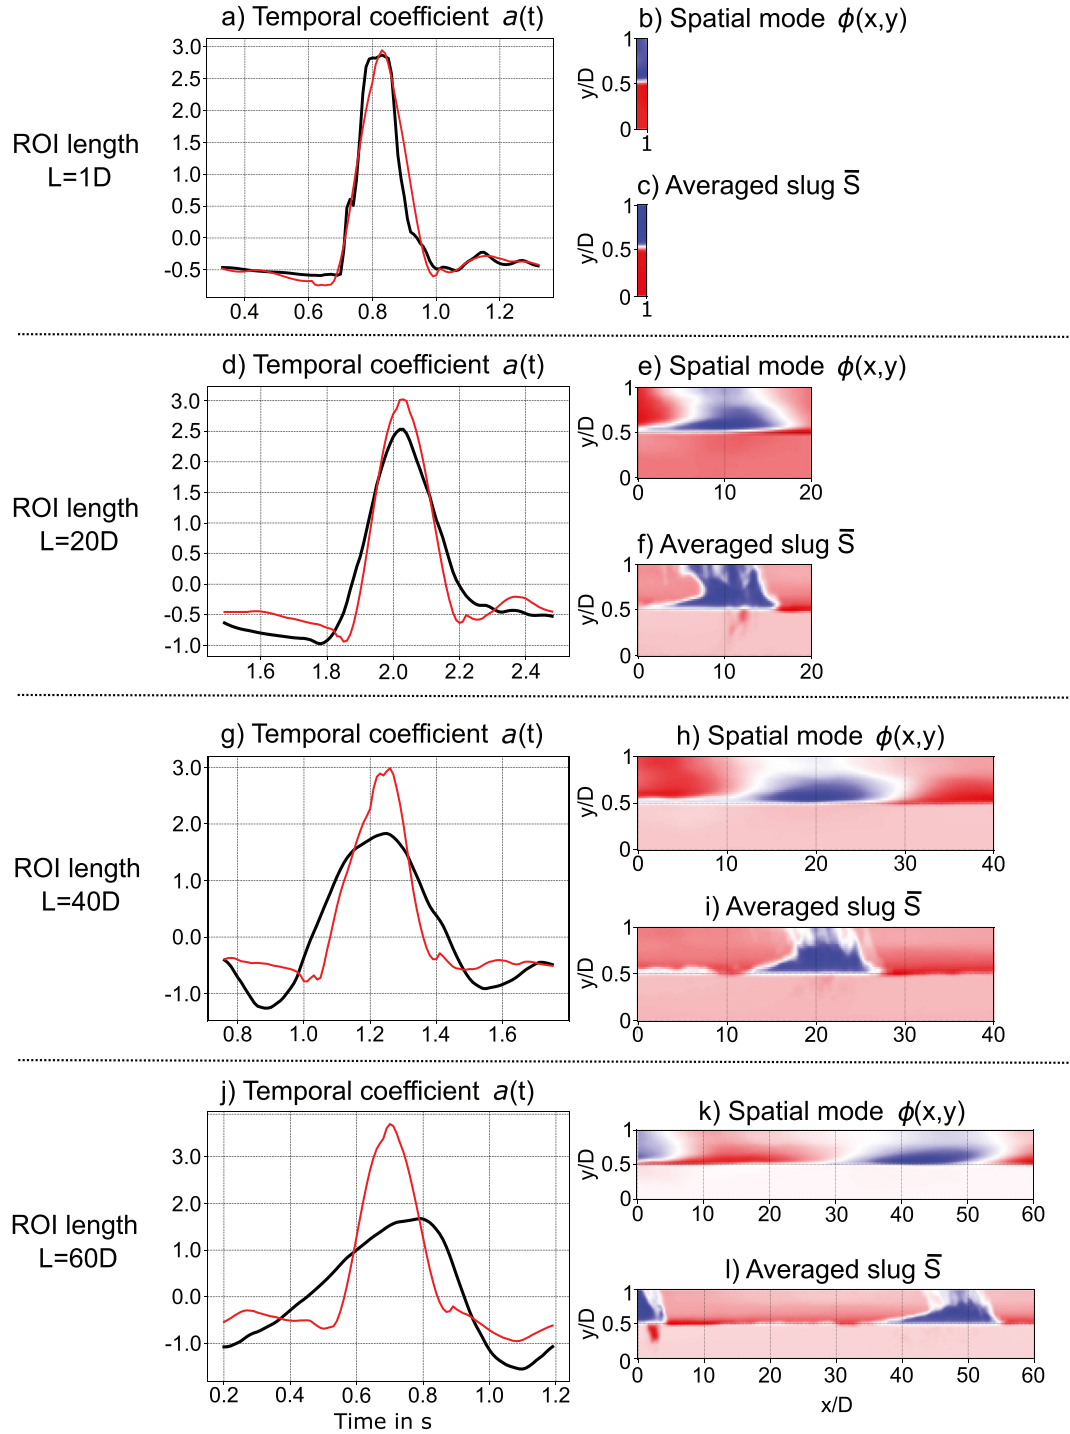 a) Temporal coefficient a(t)
b) Spatial mode ϕ(x,y)
3.0
2.5
2.0
1.5
1.0
0.5
0.0
-0.5
0.4 0.6 0.8 1.0 1.2
ROI length
L=1D
y/D
1
0.5
0
1
c) Averaged slug S̅
y/D
1
0.5
0
1
d) Temporal coefficient a(t)
e) Spatial mode ϕ(x,y)
3.0
2.5
2.0
1.5
1.0
0.5
0.0
-0.5
-1.0
1.6 1.8 2.0 2.2 2.4
ROI length
L=20D
y/D
1
0.5
0
0 10 20
f) Averaged slug S̅
y/D
1
0.5
0
0 10 20
g) Temporal coefficient a(t)
h) Spatial mode ϕ(x,y)
3.0
2.0
1.0
0.0
-1.0
0.8 1.0 1.2 1.4 1.6
ROI length
L=40D
y/D
1
0.5
0
0 10 20 30 40
i) Averaged slug S̅
y/D
1
0.5
0
0 10 20 30 40
j) Temporal coefficient a(t)
k) Spatial mode ϕ(x,y)
3.0
2.0
1.0
0.0
-1.0
0.2 0.4 0.6 0.8 1.0 1.2
Time in s
ROI length
L=60D
y/D
1
0.5
0
0 10 20 30 40 50 60
l) Averaged slug S̅
y/D
1
0.5
0
0 10 20 30 40 50 60
x/D